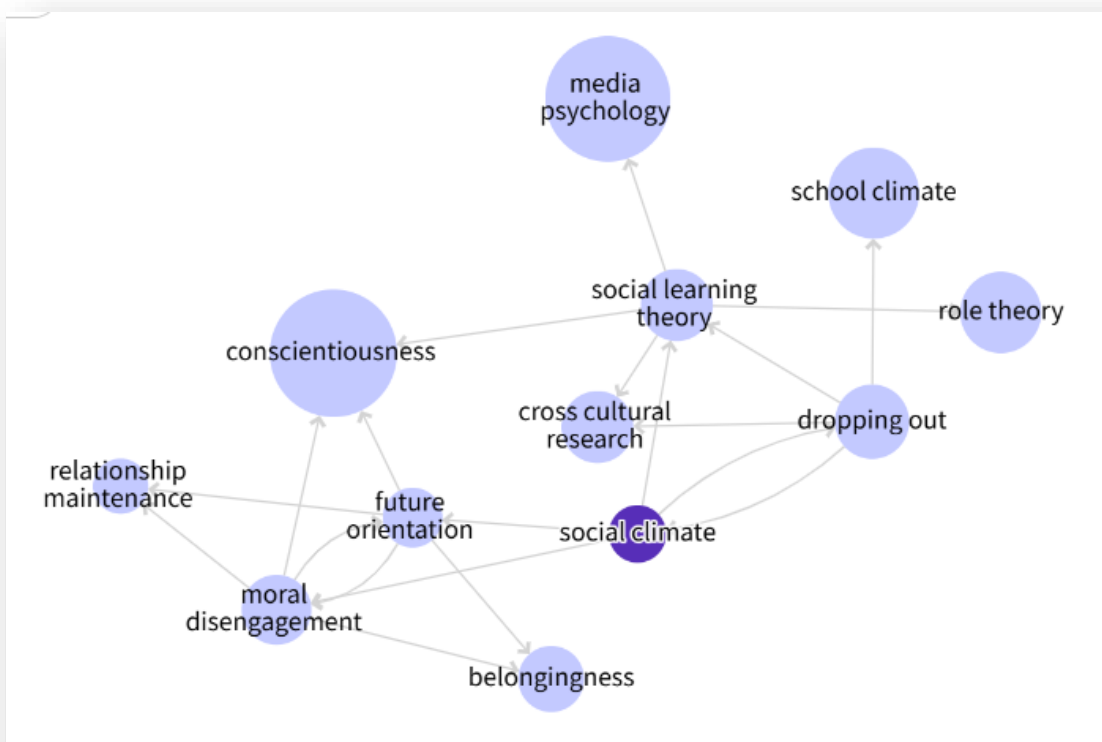 media
psychology
school climate
social learning
theory
role theory
conscientiousness
cross cultural
research
dropping out
relationship
maintenance
future
orientation
social climate
moral
disengagement
belongingness